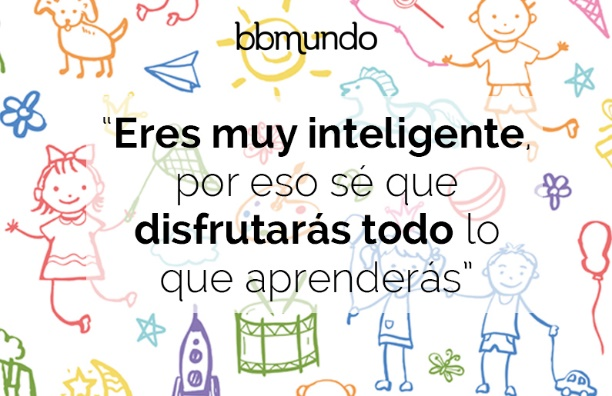 bbmundo
“Eres muy inteligente,
por eso sé que
disfrutarás todo lo
que aprenderás”